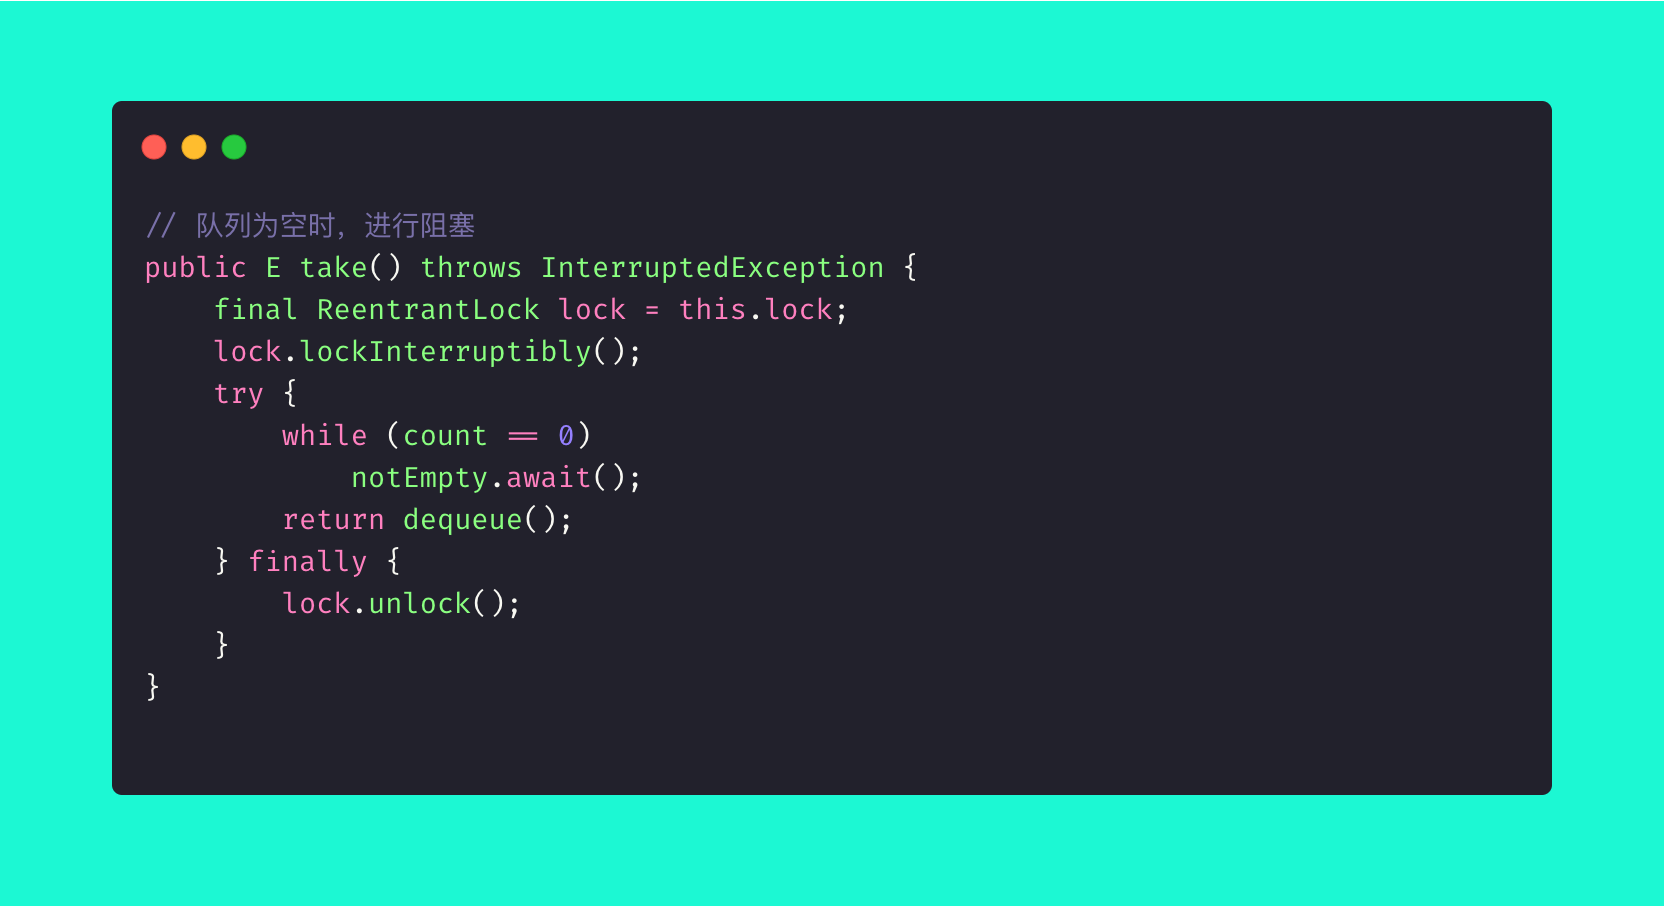 // 队列为空时，进行阻塞
public E take() throws InterruptedException {
    final ReentrantLock lock = this.lock;
    lock.lockInterruptibly();
    try {
        while (count == 0)
            notEmpty.await();
        return dequeue();
    } finally {
        lock.unlock();
    }
}